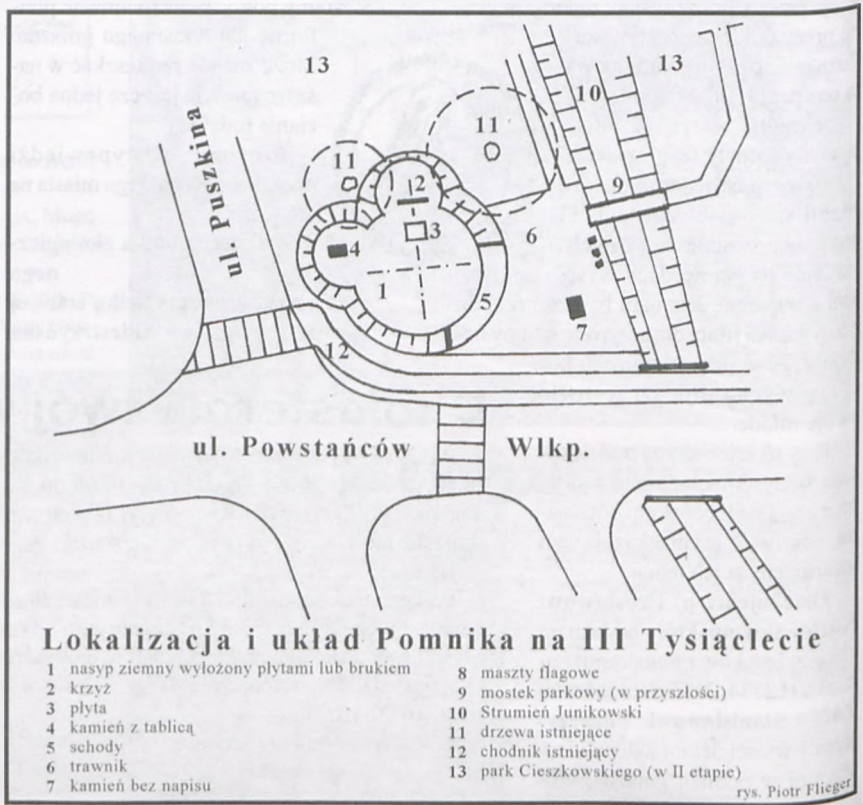 13
13
10
ul Puszkina
11
11
2
9
3
6
4
1
5
7
12
ul. Powstańców Wlkp.
Lokalizacja i układ Pomnika na III Tysiąclecie
1 nasyp ziemny wyłożony płytami lub brukiem
2 krzyż
3 płyta
4 kamień z tablicą
5 schody
6 trawnik
7 kamień bez napisu
8 maszty flagowe
9 mostek parkowy (w przyszłości)
10 Strumień Junikowski
11 drzewa istniejące
12 chodnik istniejący
13 park Cieszkowskiego (w II etapie)
rys. Piotr Flieger